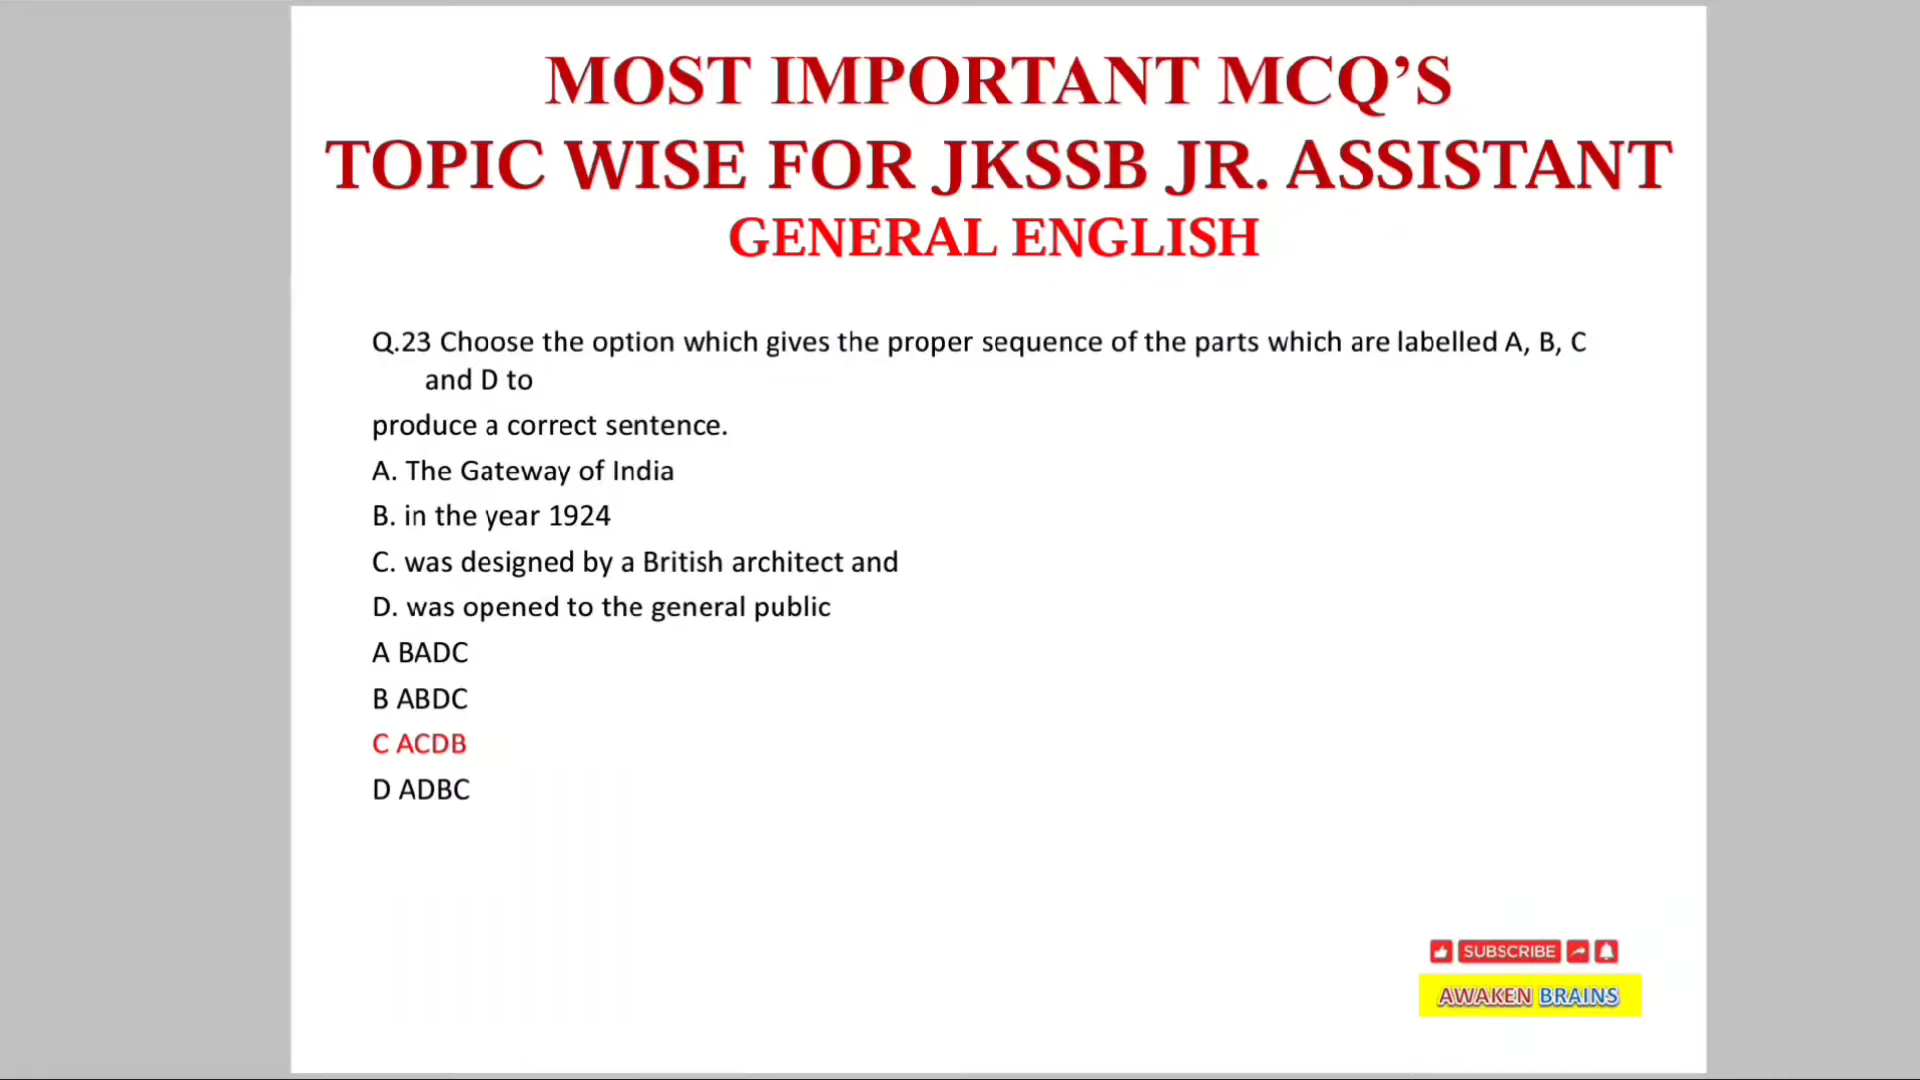 MOST IMPORTANT MCQ’S
TOPIC WISE FOR JKSSB JR. ASSISTANT
GENERAL ENGLISH
Q.23 Choose the option which gives the proper sequence of the parts which are labelled A, B, C
and D to
produce a correct sentence.
A. The Gateway of India
B. in the year 1924
C. was designed by a British architect and
D. was opened to the general public
A BADC
B ABDC
C ACDB
D ADBC
SUBSCRIBE
AWAKEN BRAINS